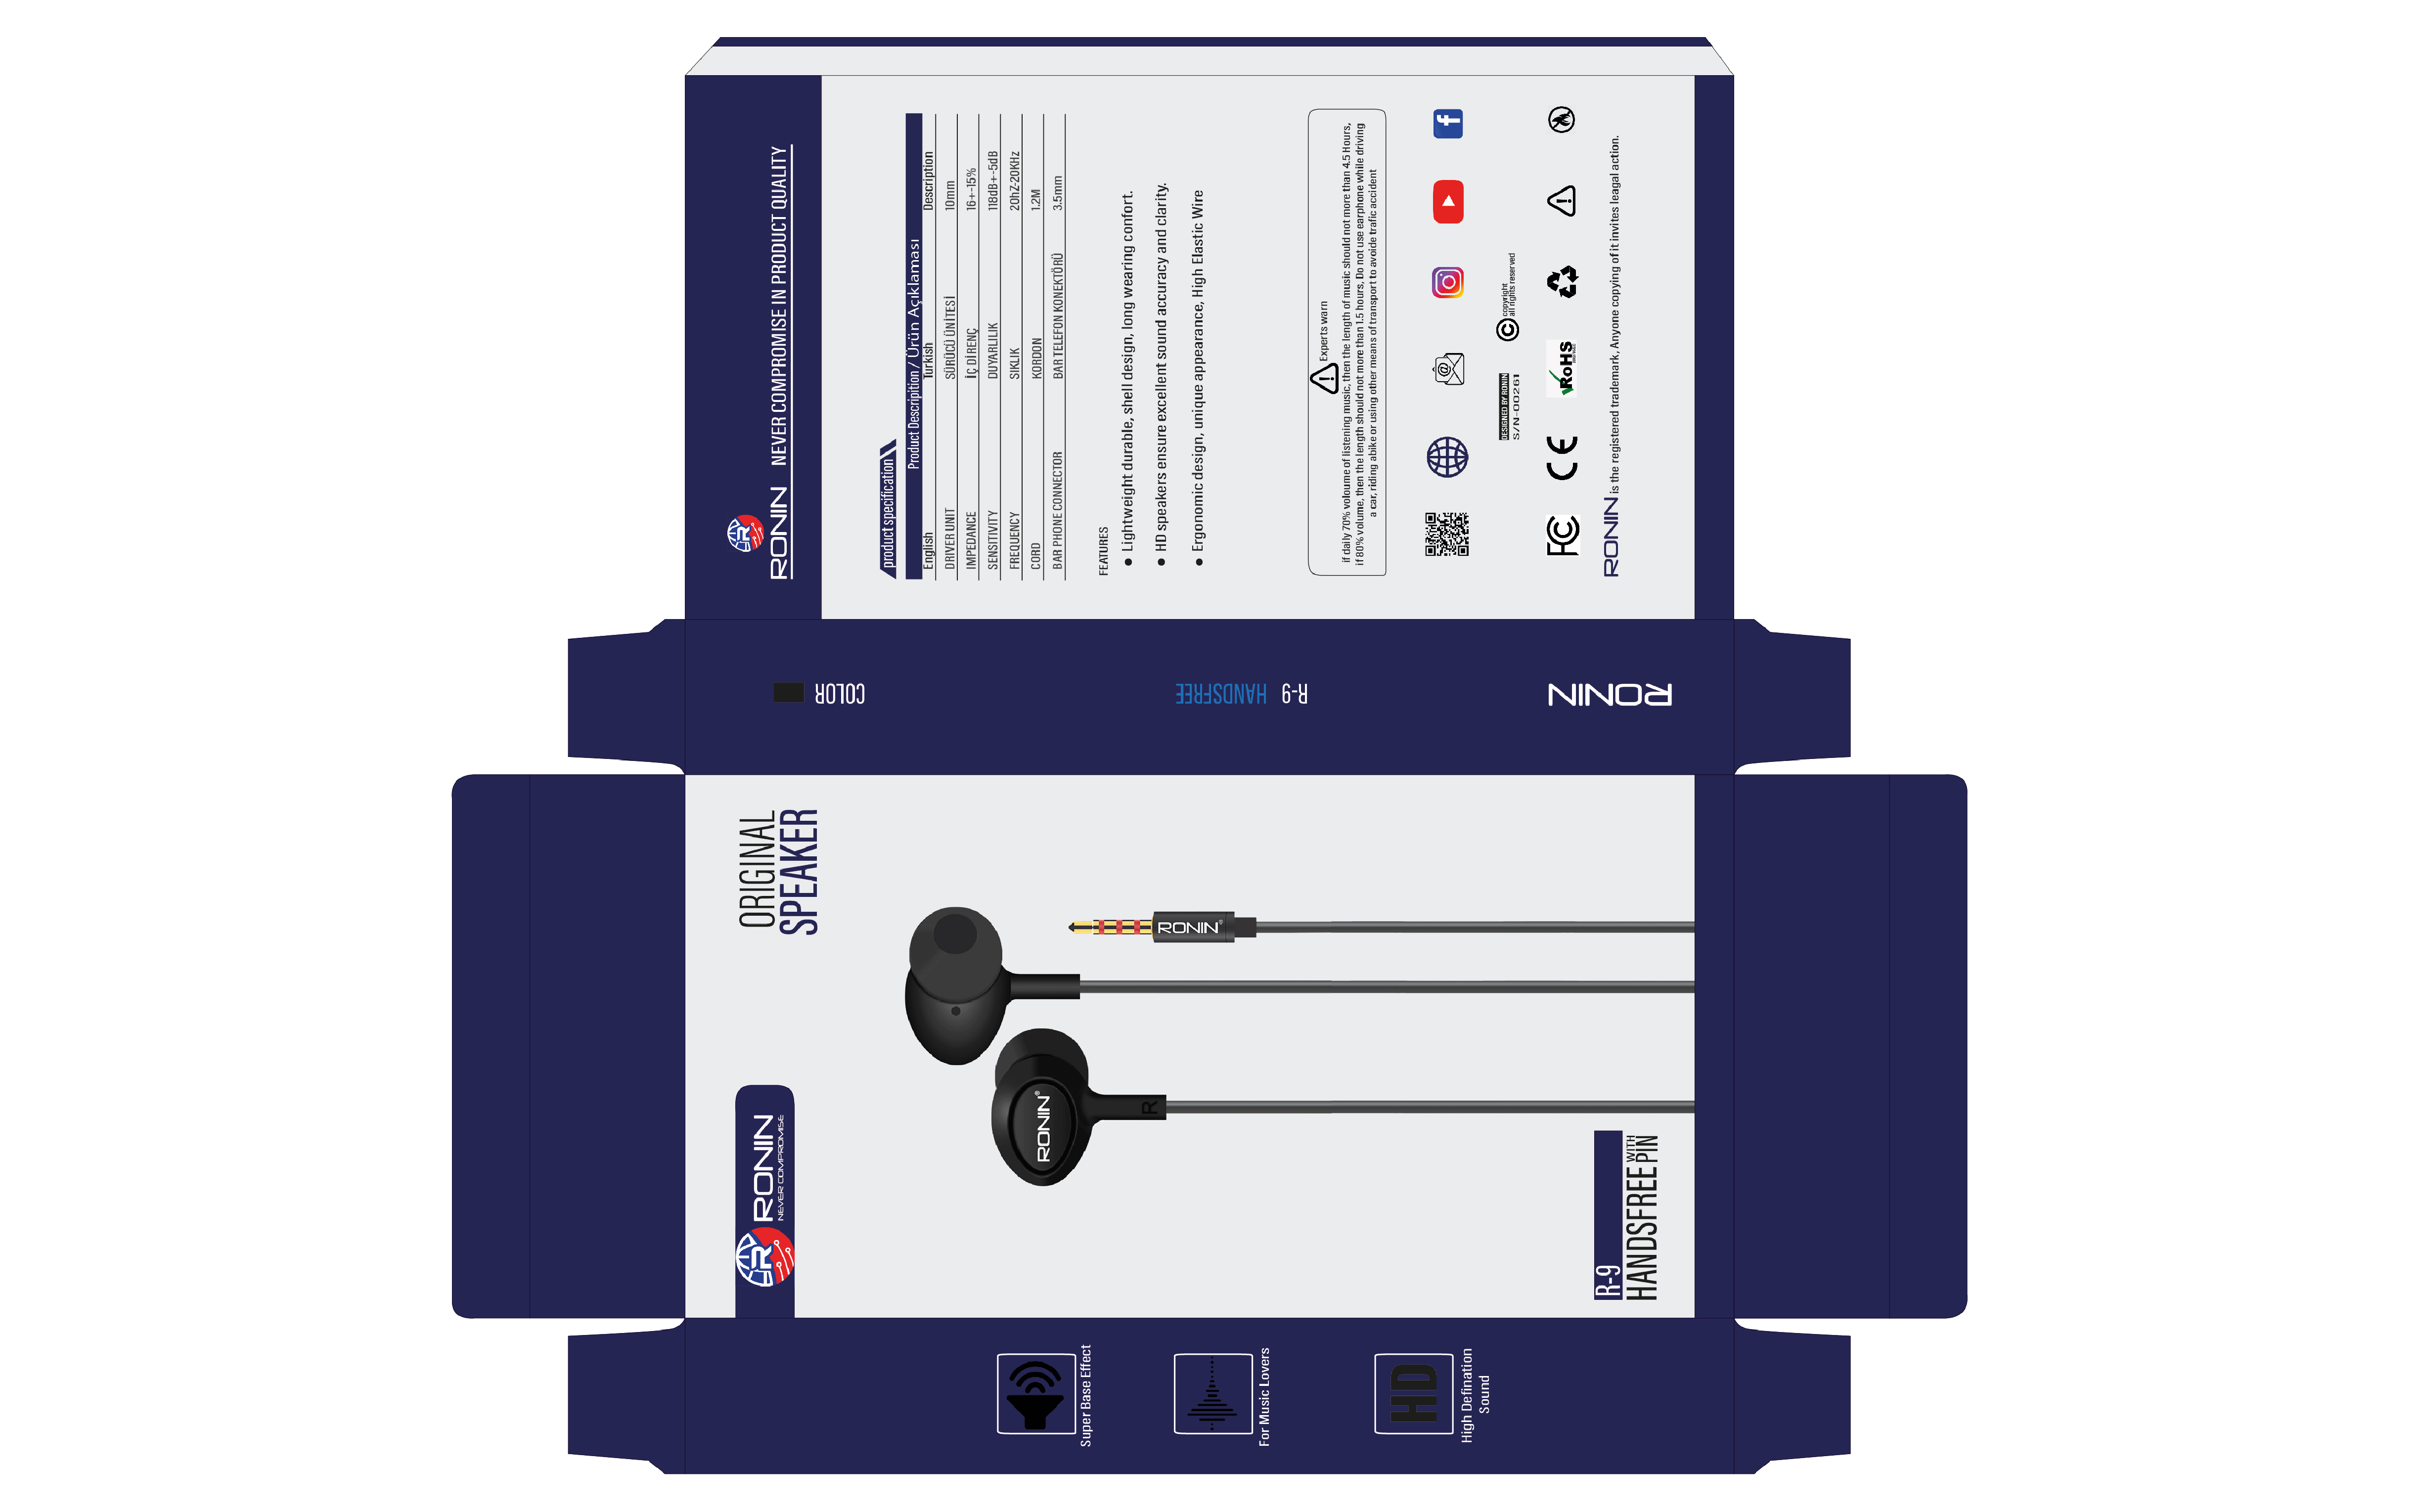 RONIN NEVER COMPROMISE IN PRODUCT QUALITY
product specification
Product Descripition / Ürün Açıklaması
English Turkish Description
DRIVER UNIT SÜRÜCÜ ÜNİTESİ 10mm
IMPEDANCE İÇ DİRENÇ 16+-15%
SENSITIVITY DUYARLILIK 118dB+-5dB
FREQUENCY SIKLIK 20hZ-20KHz
CORD KORDON 1.2M
BAR PHONE CONNECTOR BAR TELEFON KONEKTÖRÜ 3.5mm
FEATURES
• Lightweight durable, shell design, long wearing confort.
• HD speakers ensure excellent sound accuracy and clarity.
• Ergonomic design, unique appearance, High Elastic Wire
Experts warn
if daily 70% voloume of listening music, then the length of music should not more than 4.5 Hours,
if 80% volume, then the length should not more than 1.5 hours, Do not use earphone while driving
a car, riding abike or using other means of transport to avoide trafic accident
f
@
DESIGNED BY RONIN
S/N-00261
© copyright
all rights reserved
FC CE RoHS
RONIN is the registered trademark, Anyone copying of it invites leagal action.
RONIN
R-9 HANDSFREE
COLOR
ORIGINAL
SPEAKER
R RONIN
NEVER COMPROMISE
RONIN®
RONIN®
R
R-9
HANDSFREE WITH PIN
Super Base Effect
For Music Lovers
HD
High Defination
Sound